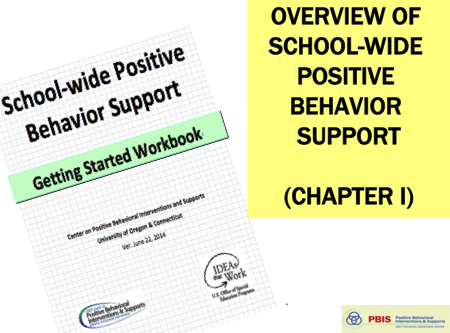 School-wide Positive
Behavior Support
Getting Started Workbook
Center on Positive Behavioral Interventions and Supports
University of Oregon & Connecticut
Ver. June 22, 2014
Positive Behavioral
Interventions & Supports
IDEAs
that
Work
U.S. Office of Special
Education Programs
OVERVIEW OF
SCHOOL-WIDE
POSITIVE
BEHAVIOR
SUPPORT
(CHAPTER I)
PBIS
Positive Behavioral
Interventions & Supports